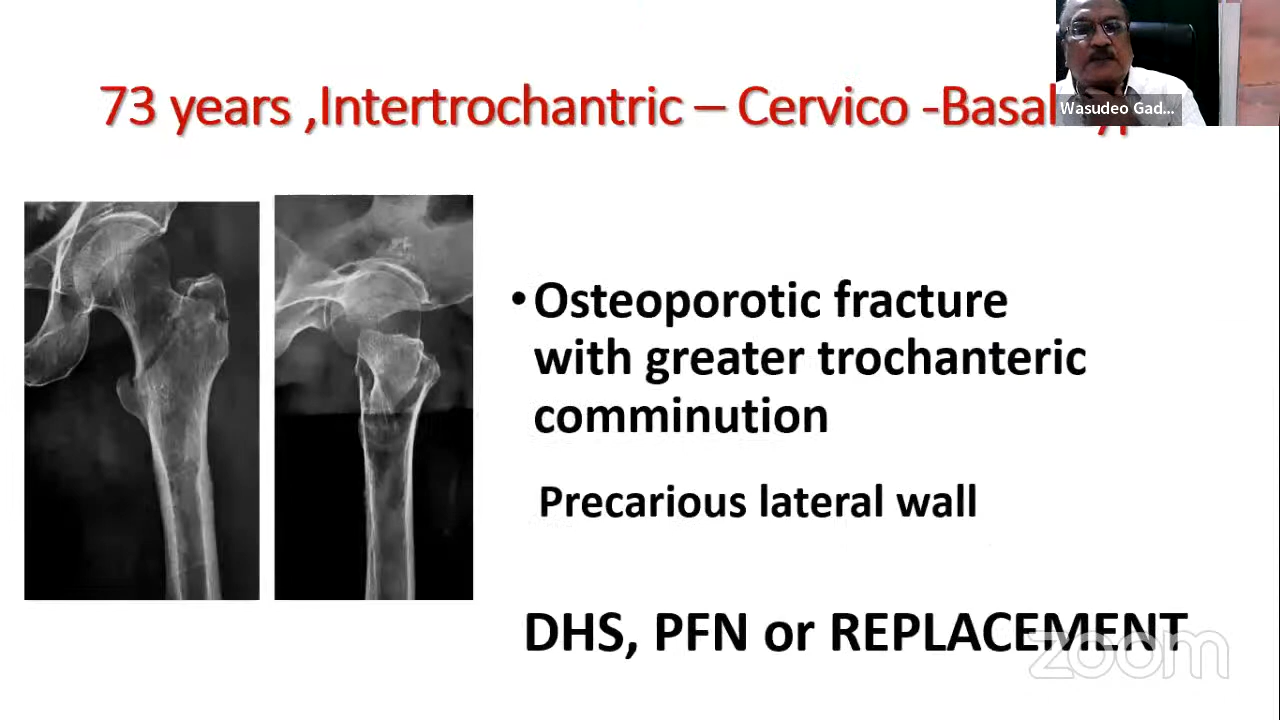 73 years ,Intertrochantric – Cervico -Basal
Wasudeo Gad...
• Osteoporotic fracture
with greater trochanteric
comminution
Precarious lateral wall
DHS, PFN or REPLACEMENT
zoom